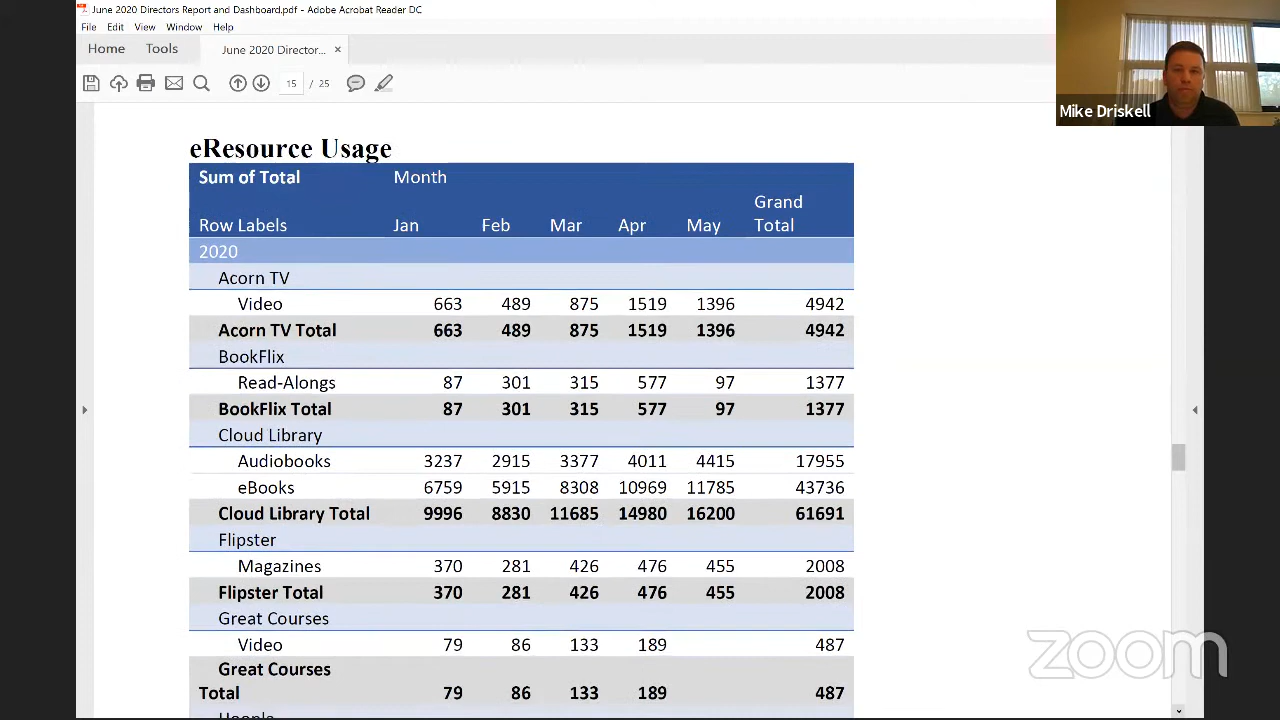 June 2020 Directors Report and Dashboard.pdf - Adobe Acrobat Reader DC
File Edit View Window Help
Home Tools June 2020 Director... ×
15 / 25
Mike Driskell
eResource Usage
Sum of Total Month
Row Labels Jan Feb Mar Apr May Grand Total
2020
Acorn TV
Video 663 489 875 1519 1396 4942
Acorn TV Total 663 489 875 1519 1396 4942
BookFlix
Read-Alongs 87 301 315 577 97 1377
BookFlix Total 87 301 315 577 97 1377
Cloud Library
Audiobooks 3237 2915 3377 4011 4415 17955
eBooks 6759 5915 8308 10969 11785 43736
Cloud Library Total 9996 8830 11685 14980 16200 61691
Flipster
Magazines 370 281 426 476 455 2008
Flipster Total 370 281 426 476 455 2008
Great Courses
Video 79 86 133 189 487
Great Courses
Total 79 86 133 189 487
Hoopla
zoom